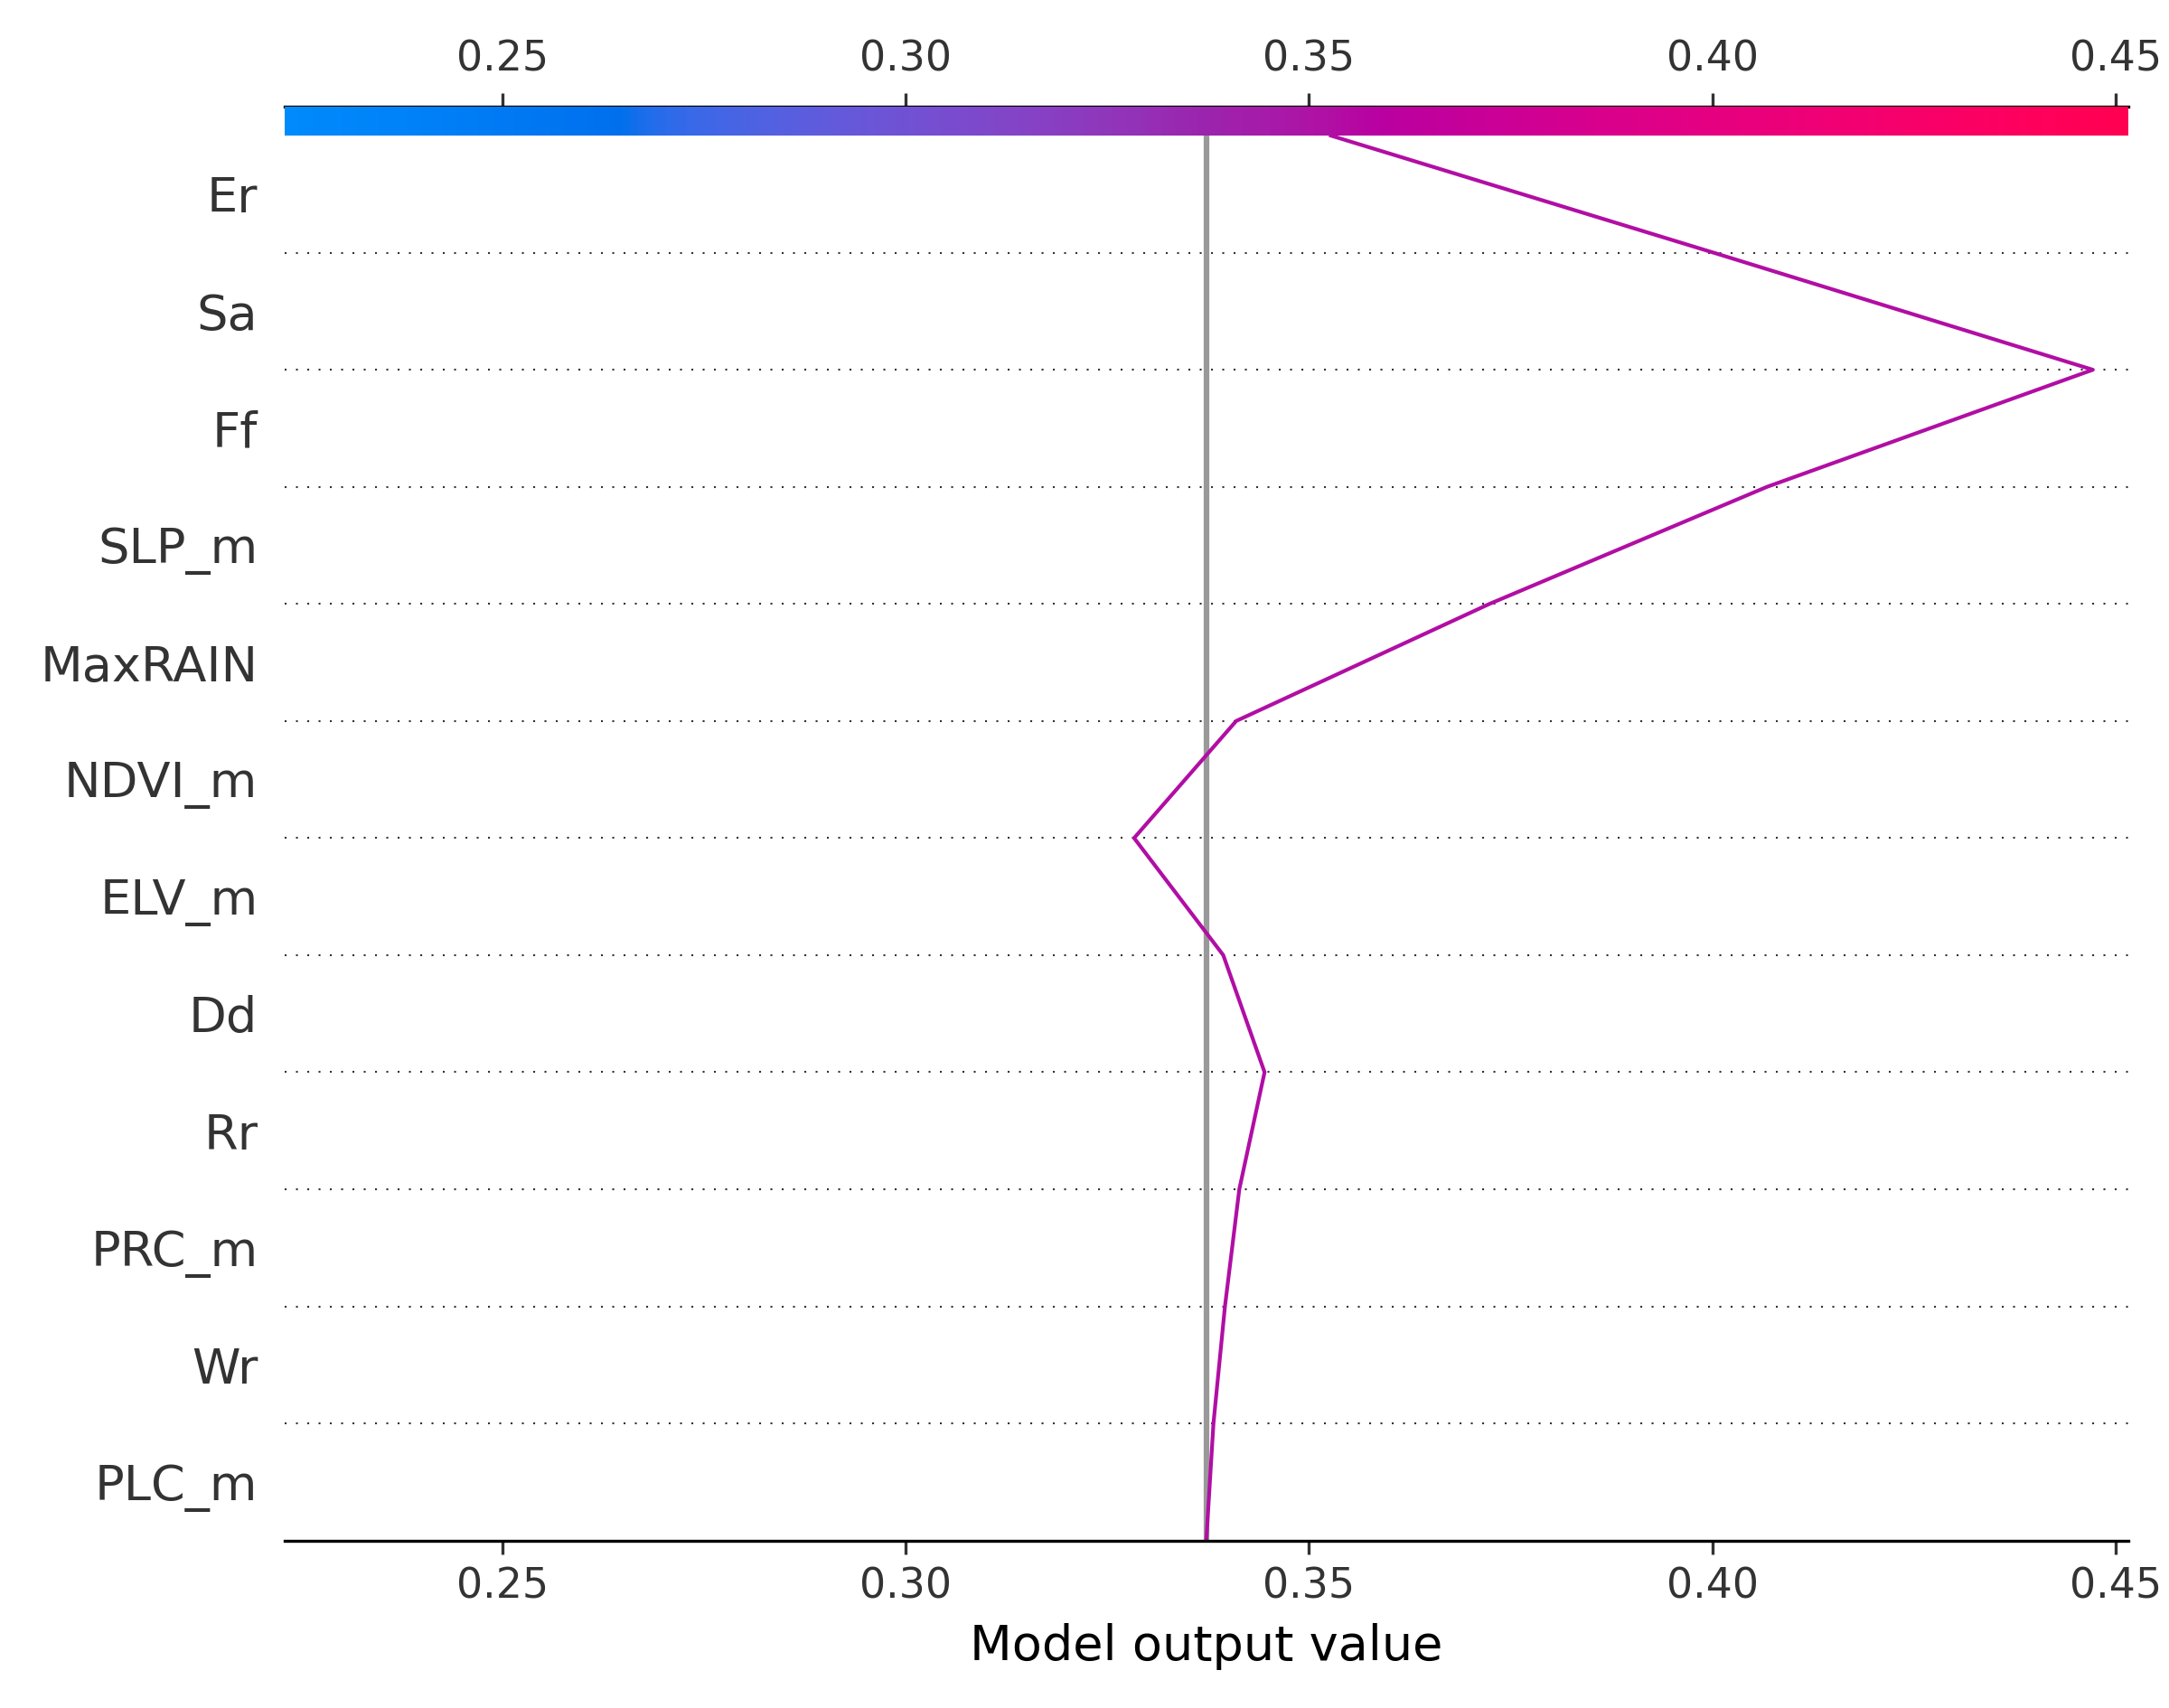 0.25 0.30 0.35 0.40 0.45
Er
Sa
Ff
SLP_m
MaxRAIN
NDVI_m
ELV_m
Dd
Rr
PRC_m
Wr
PLC_m
0.25 0.30 0.35 0.40 0.45
Model output value